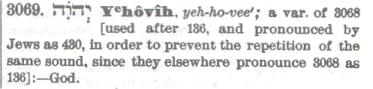 3069. יְהֹוִה Yᵉhôvîh, yeh-ho-vee'; a var. of 3068
[used after 136, and pronounced by
Jews as 430, in order to prevent the repetition of the
same sound, since they elsewhere pronounce 3068 as
136]:—God.